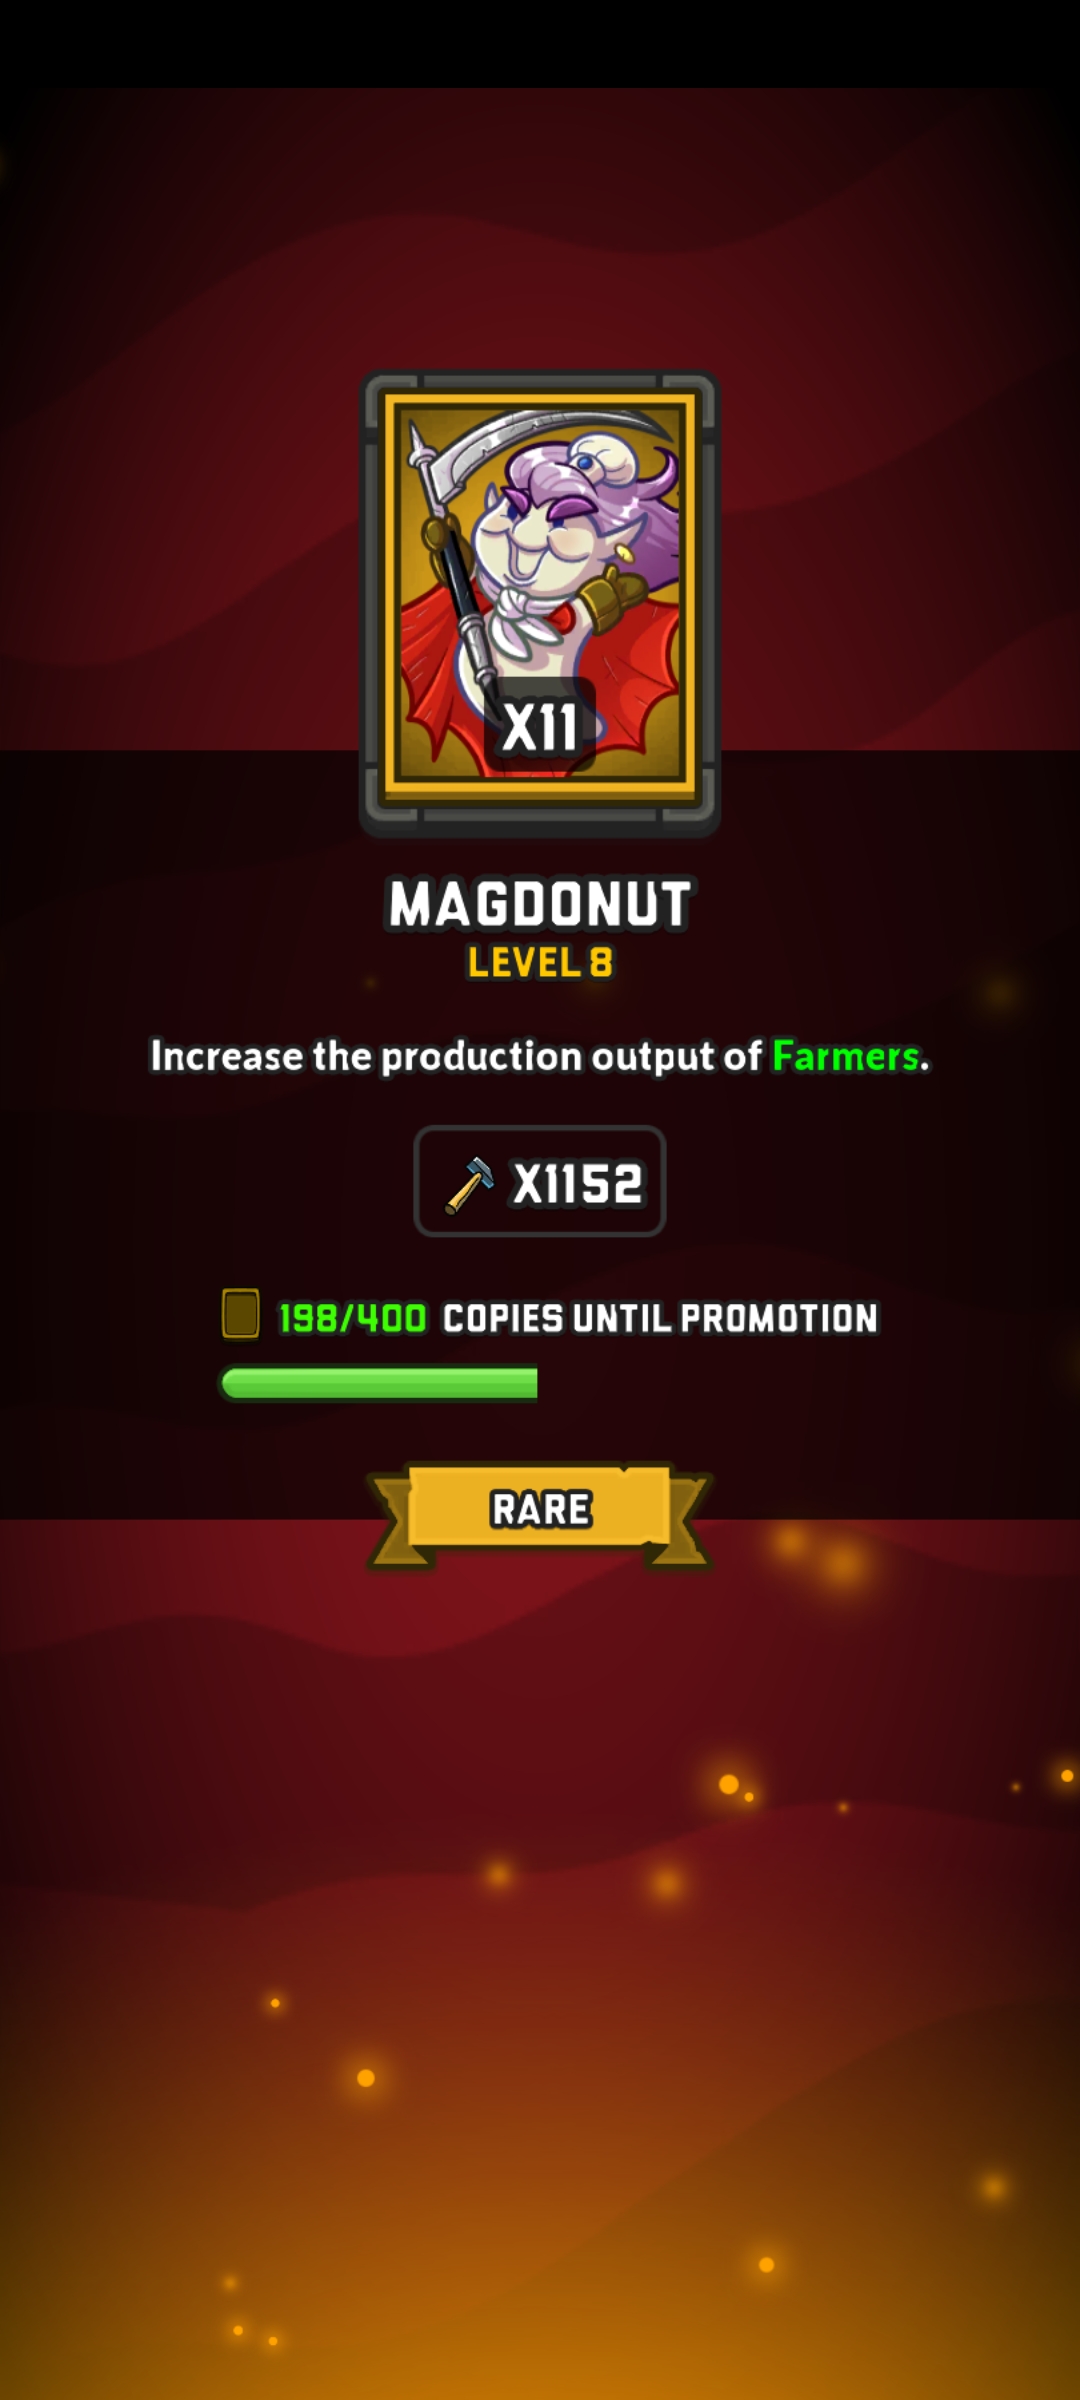 X11
MAGDONUT
LEVEL 8
Increase the production output of Farmers.
X1152
198/400 COPIES UNTIL PROMOTION
RARE